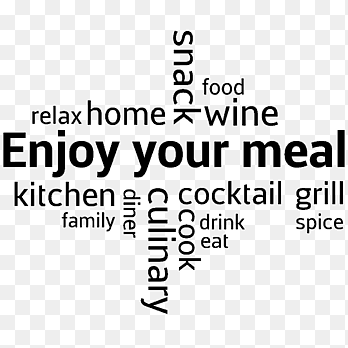 snack
food
relax home wine
Enjoy your meal
kitchen cocktail grill
diner culinary cook
family drink spice
eat